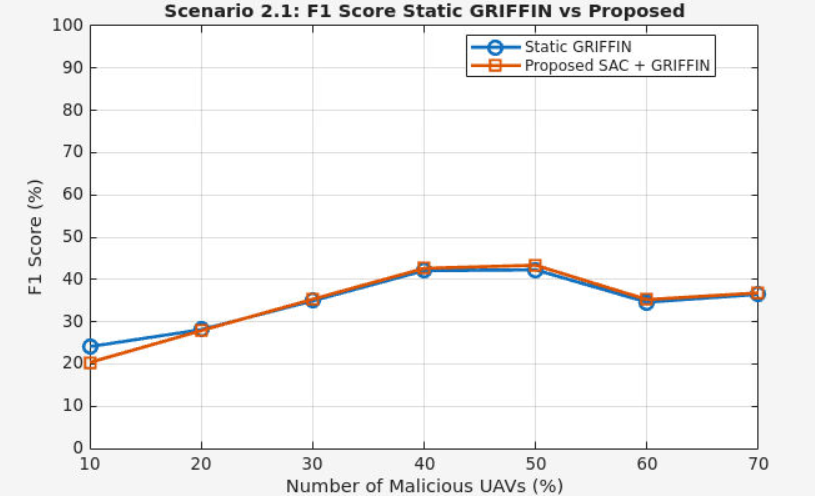 Scenario 2.1: F1 Score Static GRIFFIN vs Proposed
100
90
80
70
60
50
40
30
20
10
0
F1 Score (%)
Static GRIFFIN
Proposed SAC + GRIFFIN
10 20 30 40 50 60 70
Number of Malicious UAVs (%)